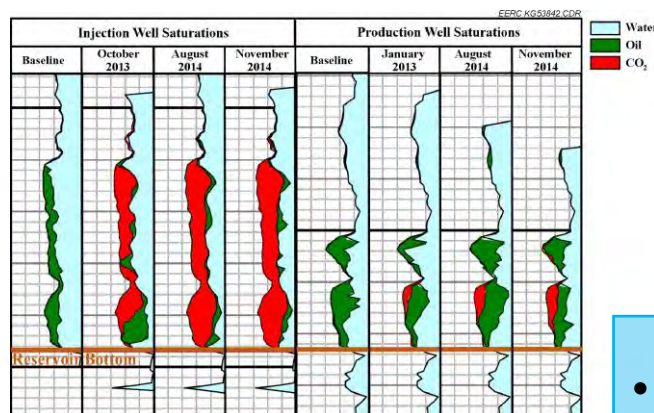 EERC KG53842.CDR
Injection Well Saturations
Production Well Saturations
Baseline
October
2013
August
2014
November
2014
Baseline
January
2013
August
2014
November
2014
Water
Oil
CO₂
Reservoir Bottom